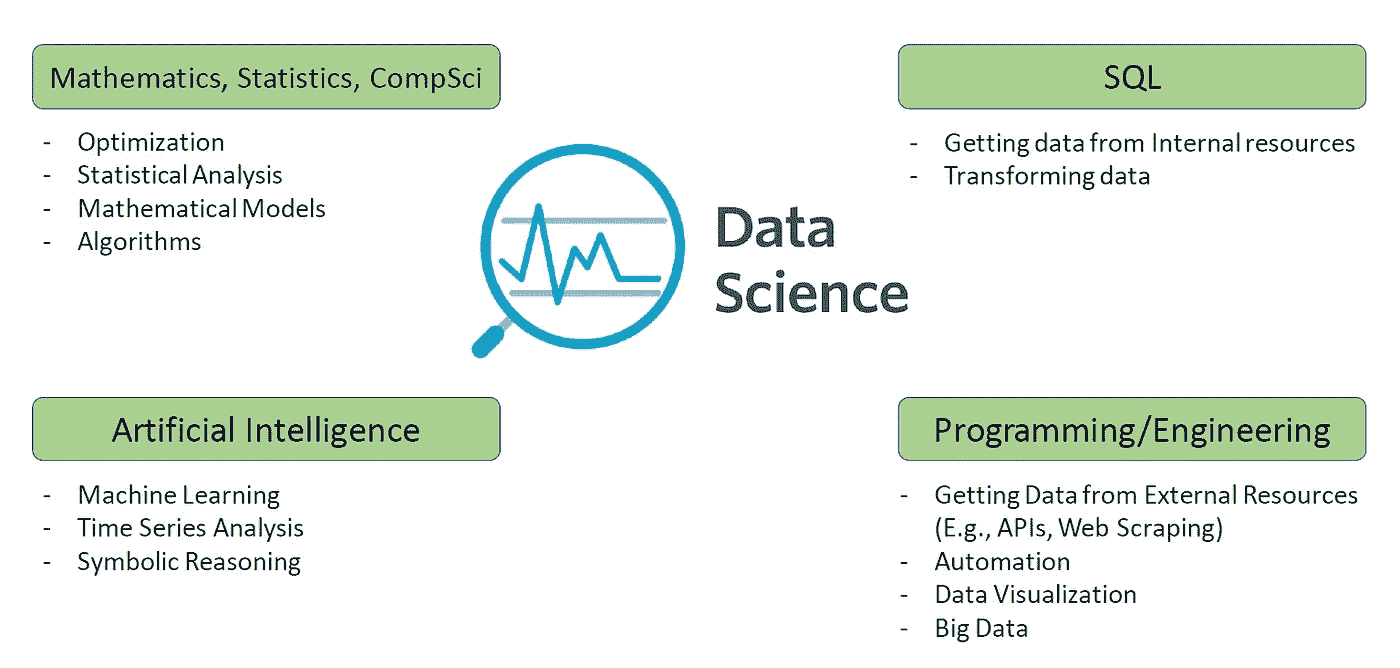 Mathematics, Statistics, CompSci
- Optimization
- Statistical Analysis
- Mathematical Models
- Algorithms
SQL
- Getting data from Internal resources
- Transforming data
Data
Science
Artificial Intelligence
- Machine Learning
- Time Series Analysis
- Symbolic Reasoning
Programming/Engineering
- Getting Data from External Resources
(E.g., APIs, Web Scraping)
- Automation
- Data Visualization
- Big Data